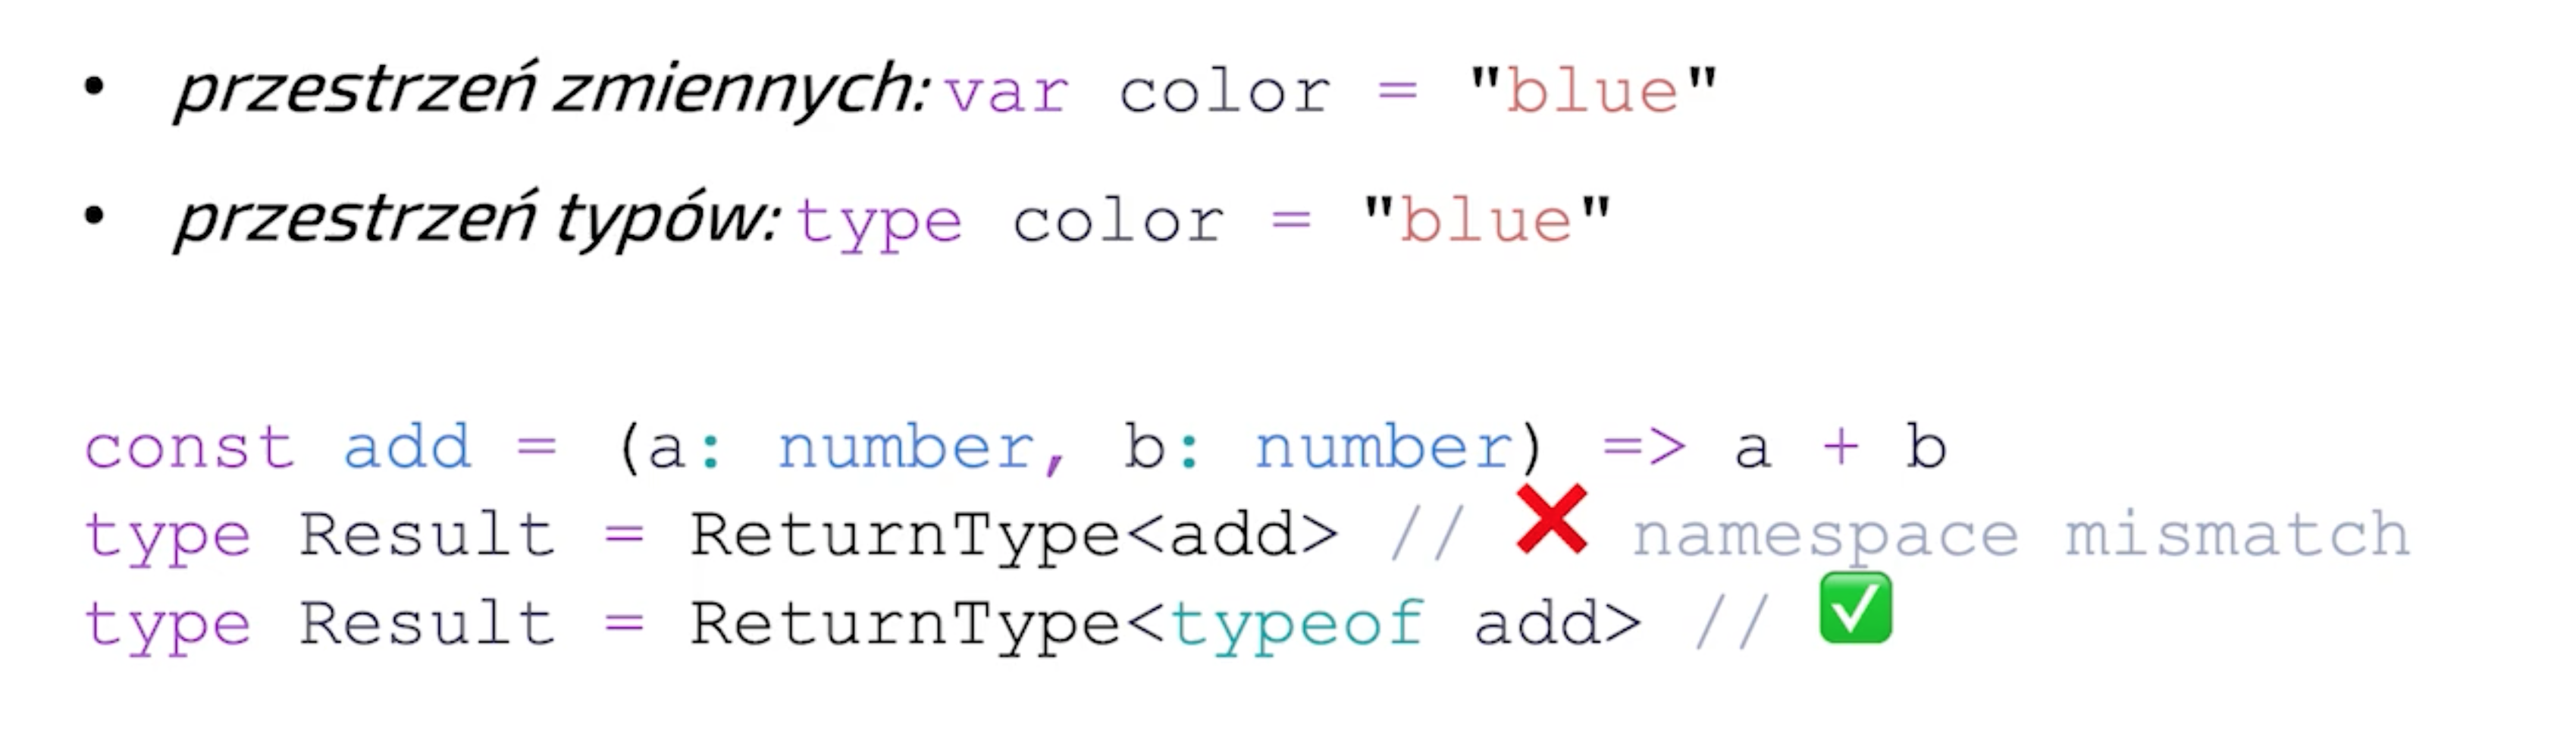 • przestrzeń zmiennych: var color = "blue"
• przestrzeń typów: type color = "blue"
const add = (a: number, b: number) => a + b
type Result = ReturnType<add> // ❌ namespace mismatch
type Result = ReturnType<typeof add> // ✅